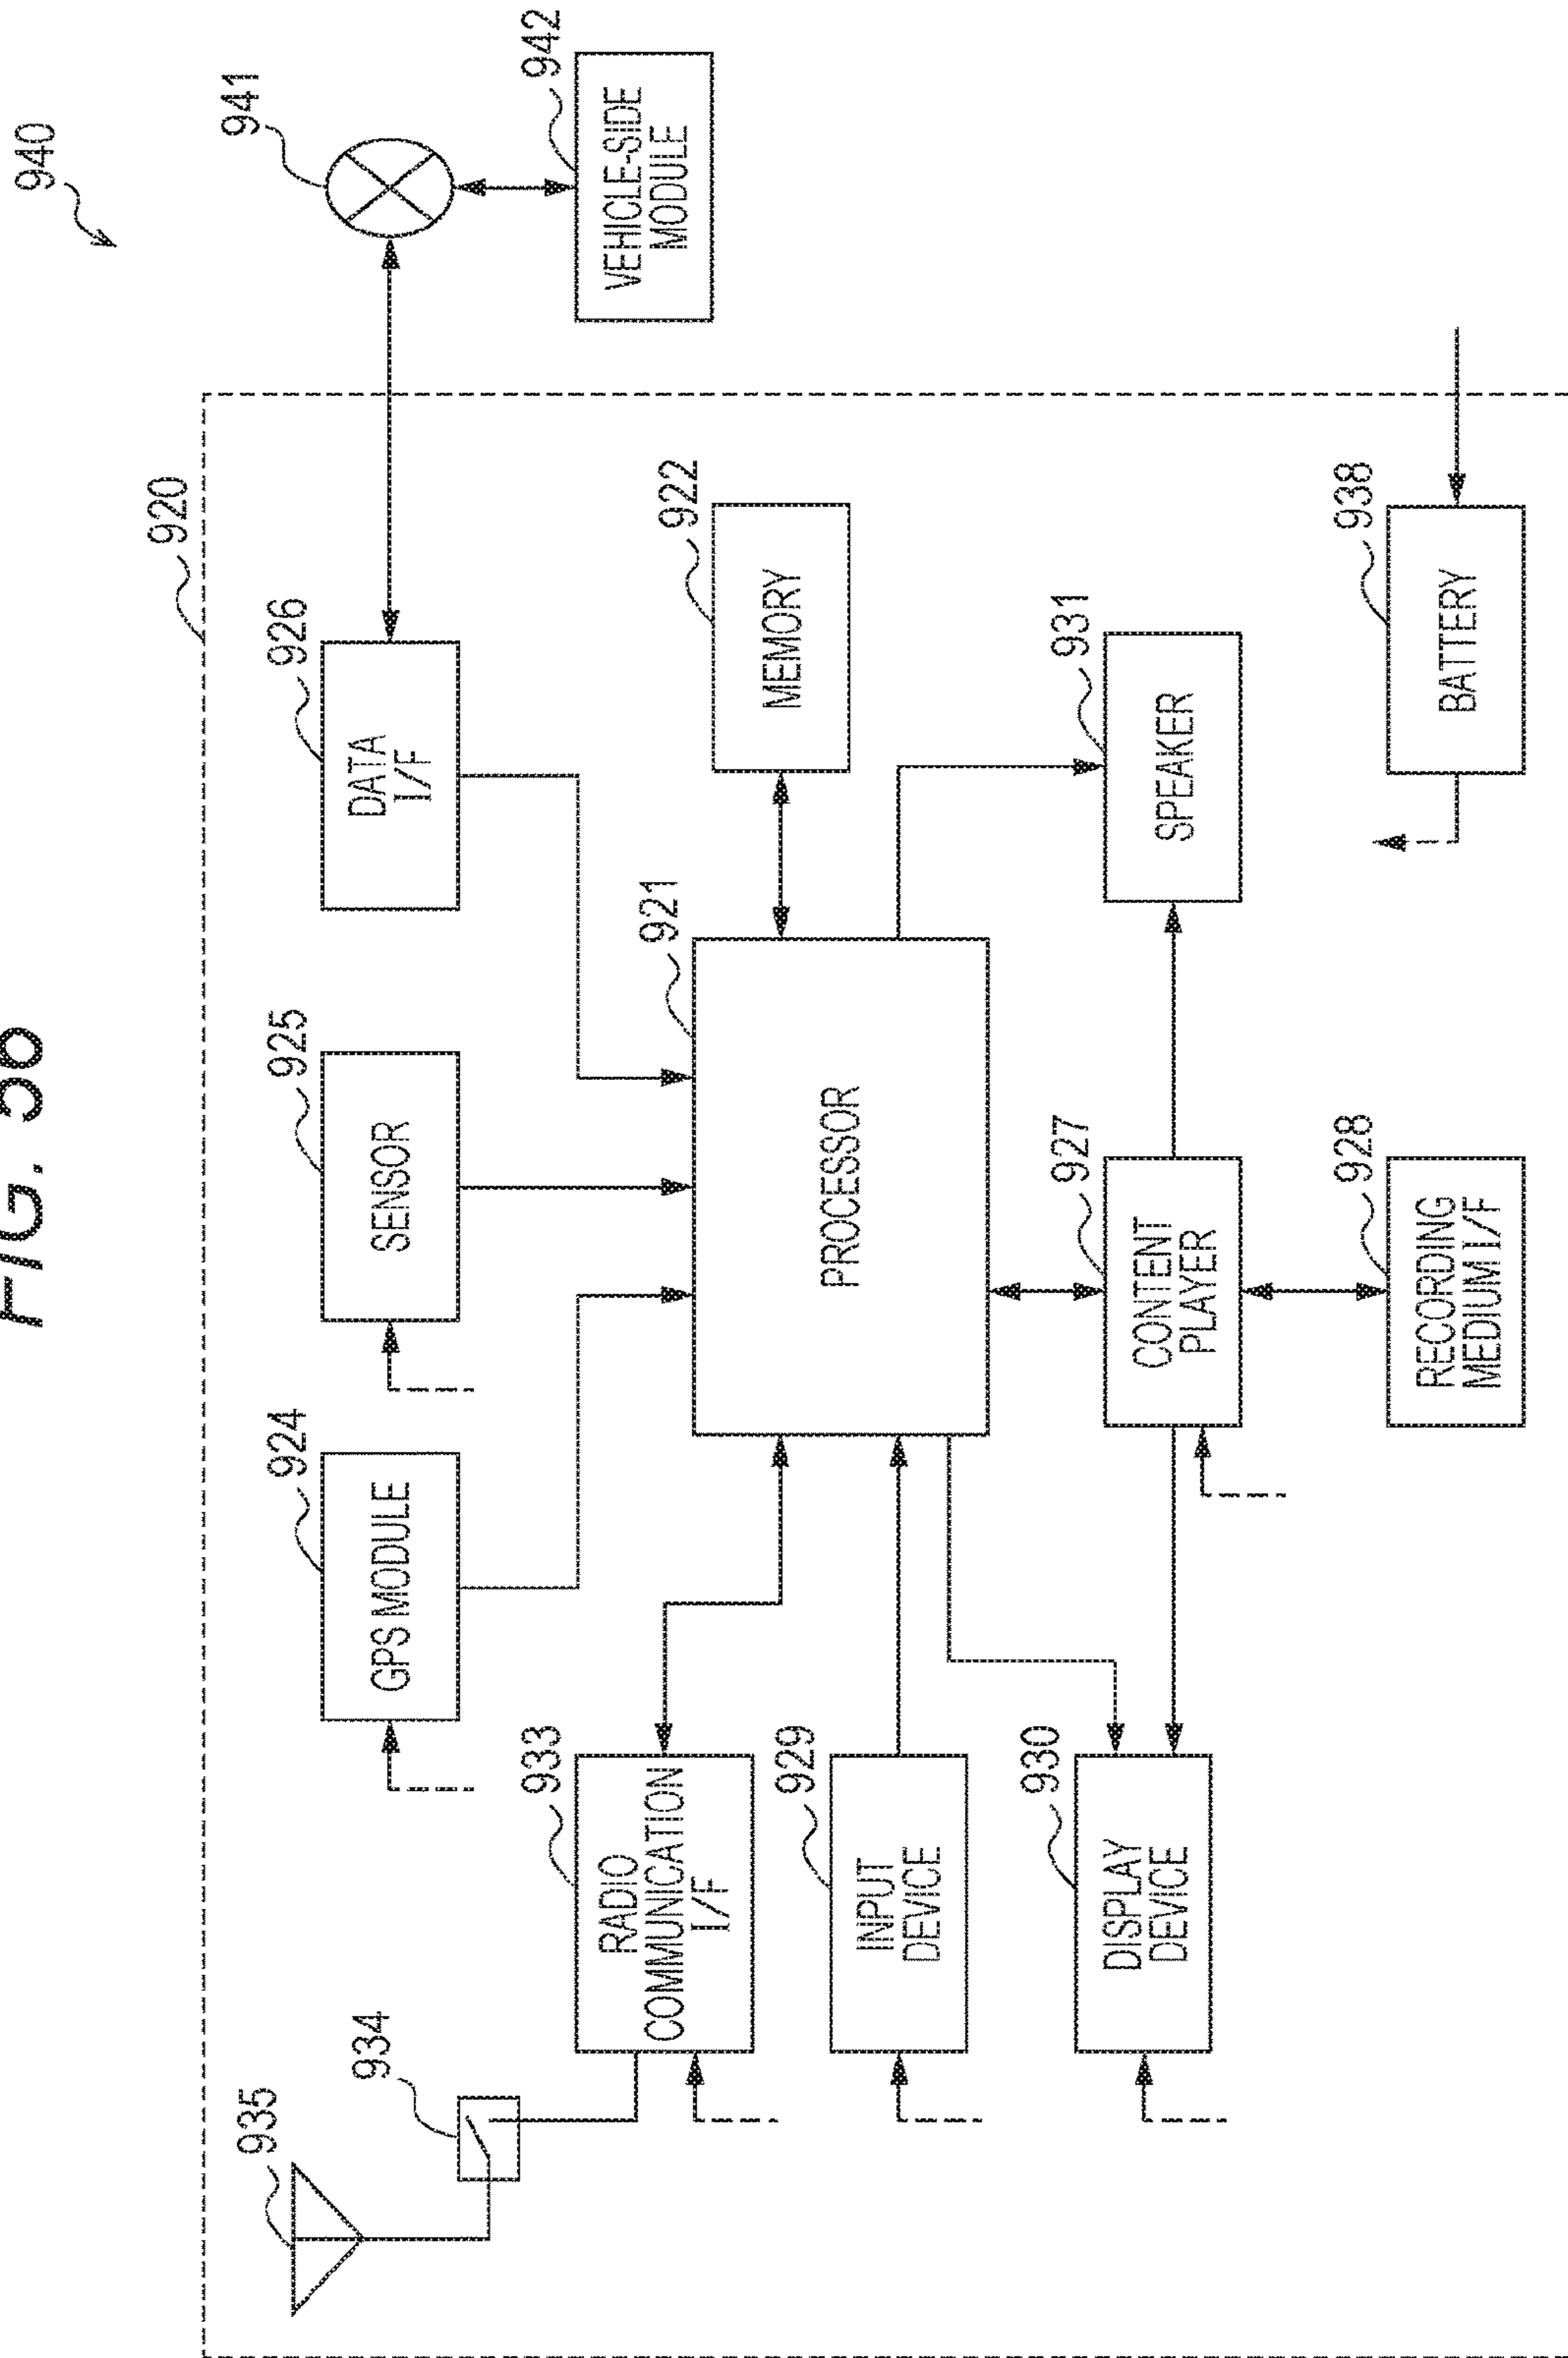 FIG.
940
920
935
934
924
GPS MODULE
925
SENSOR
926
DATA
I/F
941
933
RADIO
COMMUNICATION
I/F
942
VEHICLE-SIDE
MODULE
921
PROCESSOR
922
MEMORY
929
INPUT
DEVICE
930
DISPLAY
DEVICE
927
CONTENT
PLAYER
931
SPEAKER
928
RECORDING
MEDIUM I/F
938
BATTERY